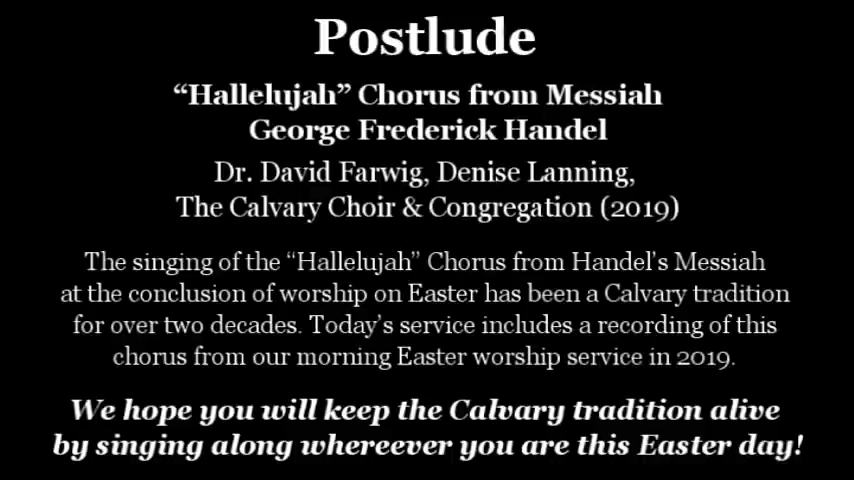 Postlude
“Hallelujah” Chorus from Messiah
George Frederick Handel
Dr. David Farwig, Denise Lanning,
The Calvary Choir & Congregation (2019)
The singing of the “Hallelujah” Chorus from Handel’s Messiah
at the conclusion of worship on Easter has been a Calvary tradition
for over two decades. Today’s service includes a recording of this
chorus from our morning Easter worship service in 2019.
We hope you will keep the Calvary tradition alive
by singing along whereever you are this Easter day!